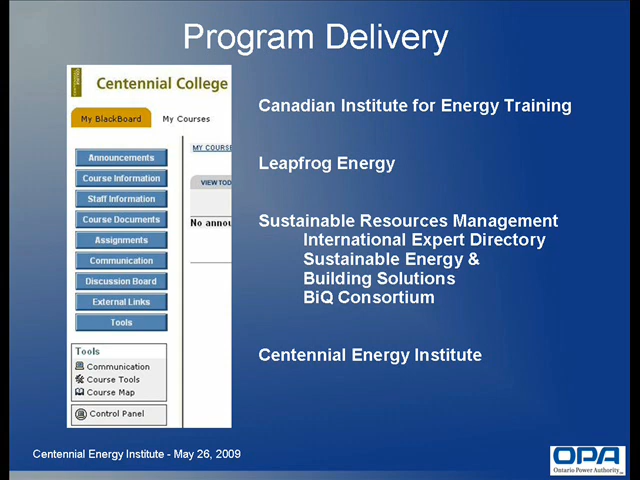 Program Delivery
Centennial College
My BlackBoard
My Courses
Announcements
Course Information
Staff Information
Course Documents
Assignments
Communication
Discussion Board
External Links
Tools
Tools
Communication
Course Tools
Course Map
Control Panel
MY COURS
VIEW TOD
No annou
Canadian Institute for Energy Training
Leapfrog Energy
Sustainable Resources Management
International Expert Directory
Sustainable Energy &
Building Solutions
BiQ Consortium
Centennial Energy Institute
Centennial Energy Institute - May 26, 2009
OPA
Ontario Power Authority